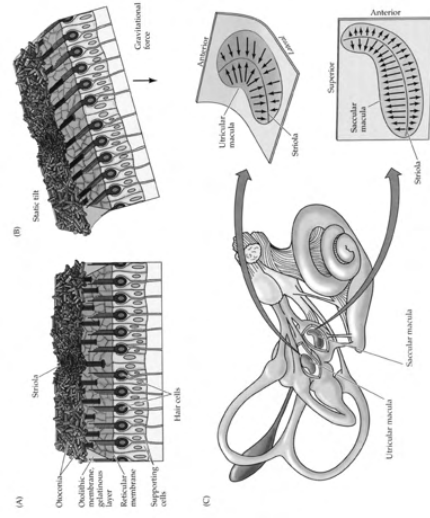 (A)
Striola
Otoconia
Otolithic
membrane,
gelatinous
layer
Reticular
membrane
Supporting
cells
Hair cells
(B)
Static tilt
Gravitational
force
(C)
Utricular macula
Saccular macula
Utricular
macula
Anterior
Lateral
Striola
Superior
Anterior
Saccular
macula
Striola